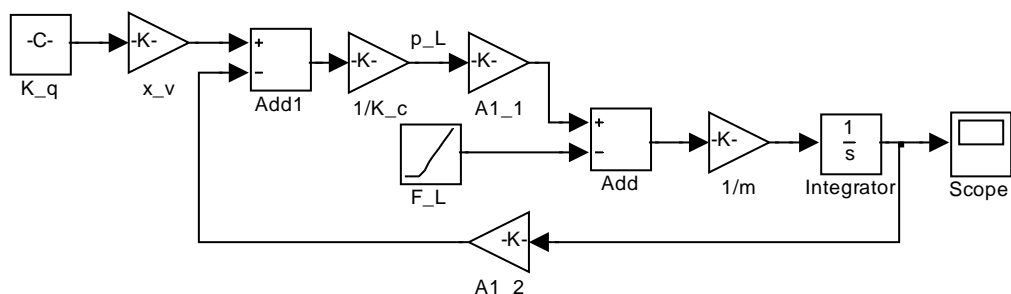 -C-
K_q
-K-
x_v
+
−
Add1
-K-
1/K_c
p_L
-K-
A1_1
F_L
+
−
Add
-K-
1/m
1
s
Integrator
Scope
-K-
A1_2